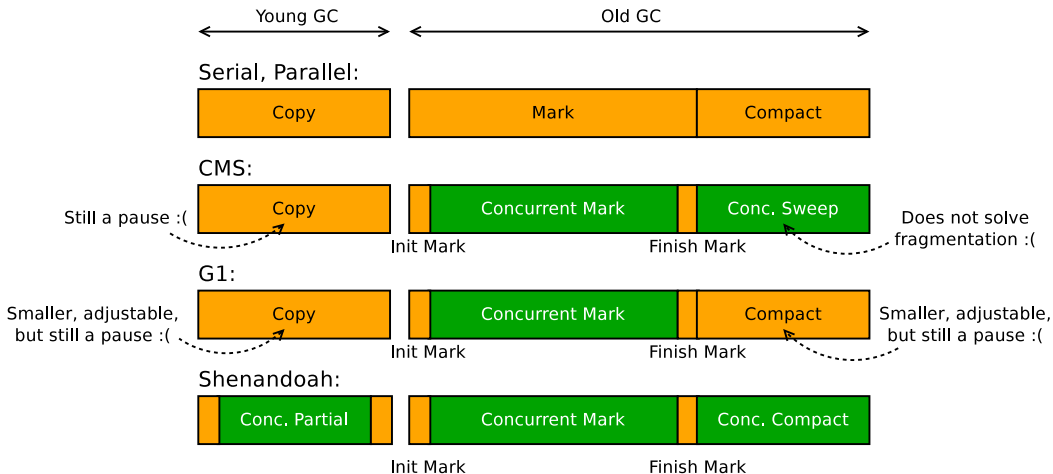 Young GC
Old GC
Serial, Parallel:
Copy
Mark
Compact
CMS:
Still a pause :(
Copy
Concurrent Mark
Conc. Sweep
Does not solve
fragmentation :(
Init Mark
Finish Mark
G1:
Smaller, adjustable,
but still a pause :(
Copy
Concurrent Mark
Compact
Smaller, adjustable,
but still a pause :(
Init Mark
Finish Mark
Shenandoah:
Conc. Partial
Concurrent Mark
Conc. Compact
Init Mark
Finish Mark